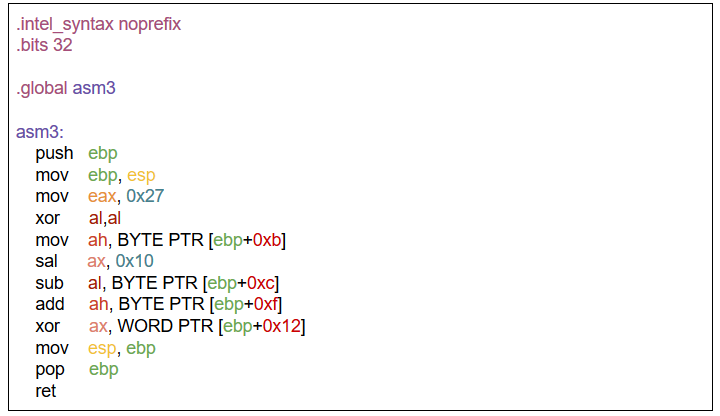 .intel_syntax noprefix
.bits 32
.global asm3
asm3:
push ebp
mov ebp, esp
mov eax, 0x27
xor al,al
mov ah, BYTE PTR [ebp+0xb]
sal ax, 0x10
sub al, BYTE PTR [ebp+0xc]
add ah, BYTE PTR [ebp+0xf]
xor ax, WORD PTR [ebp+0x12]
mov esp, ebp
pop ebp
ret